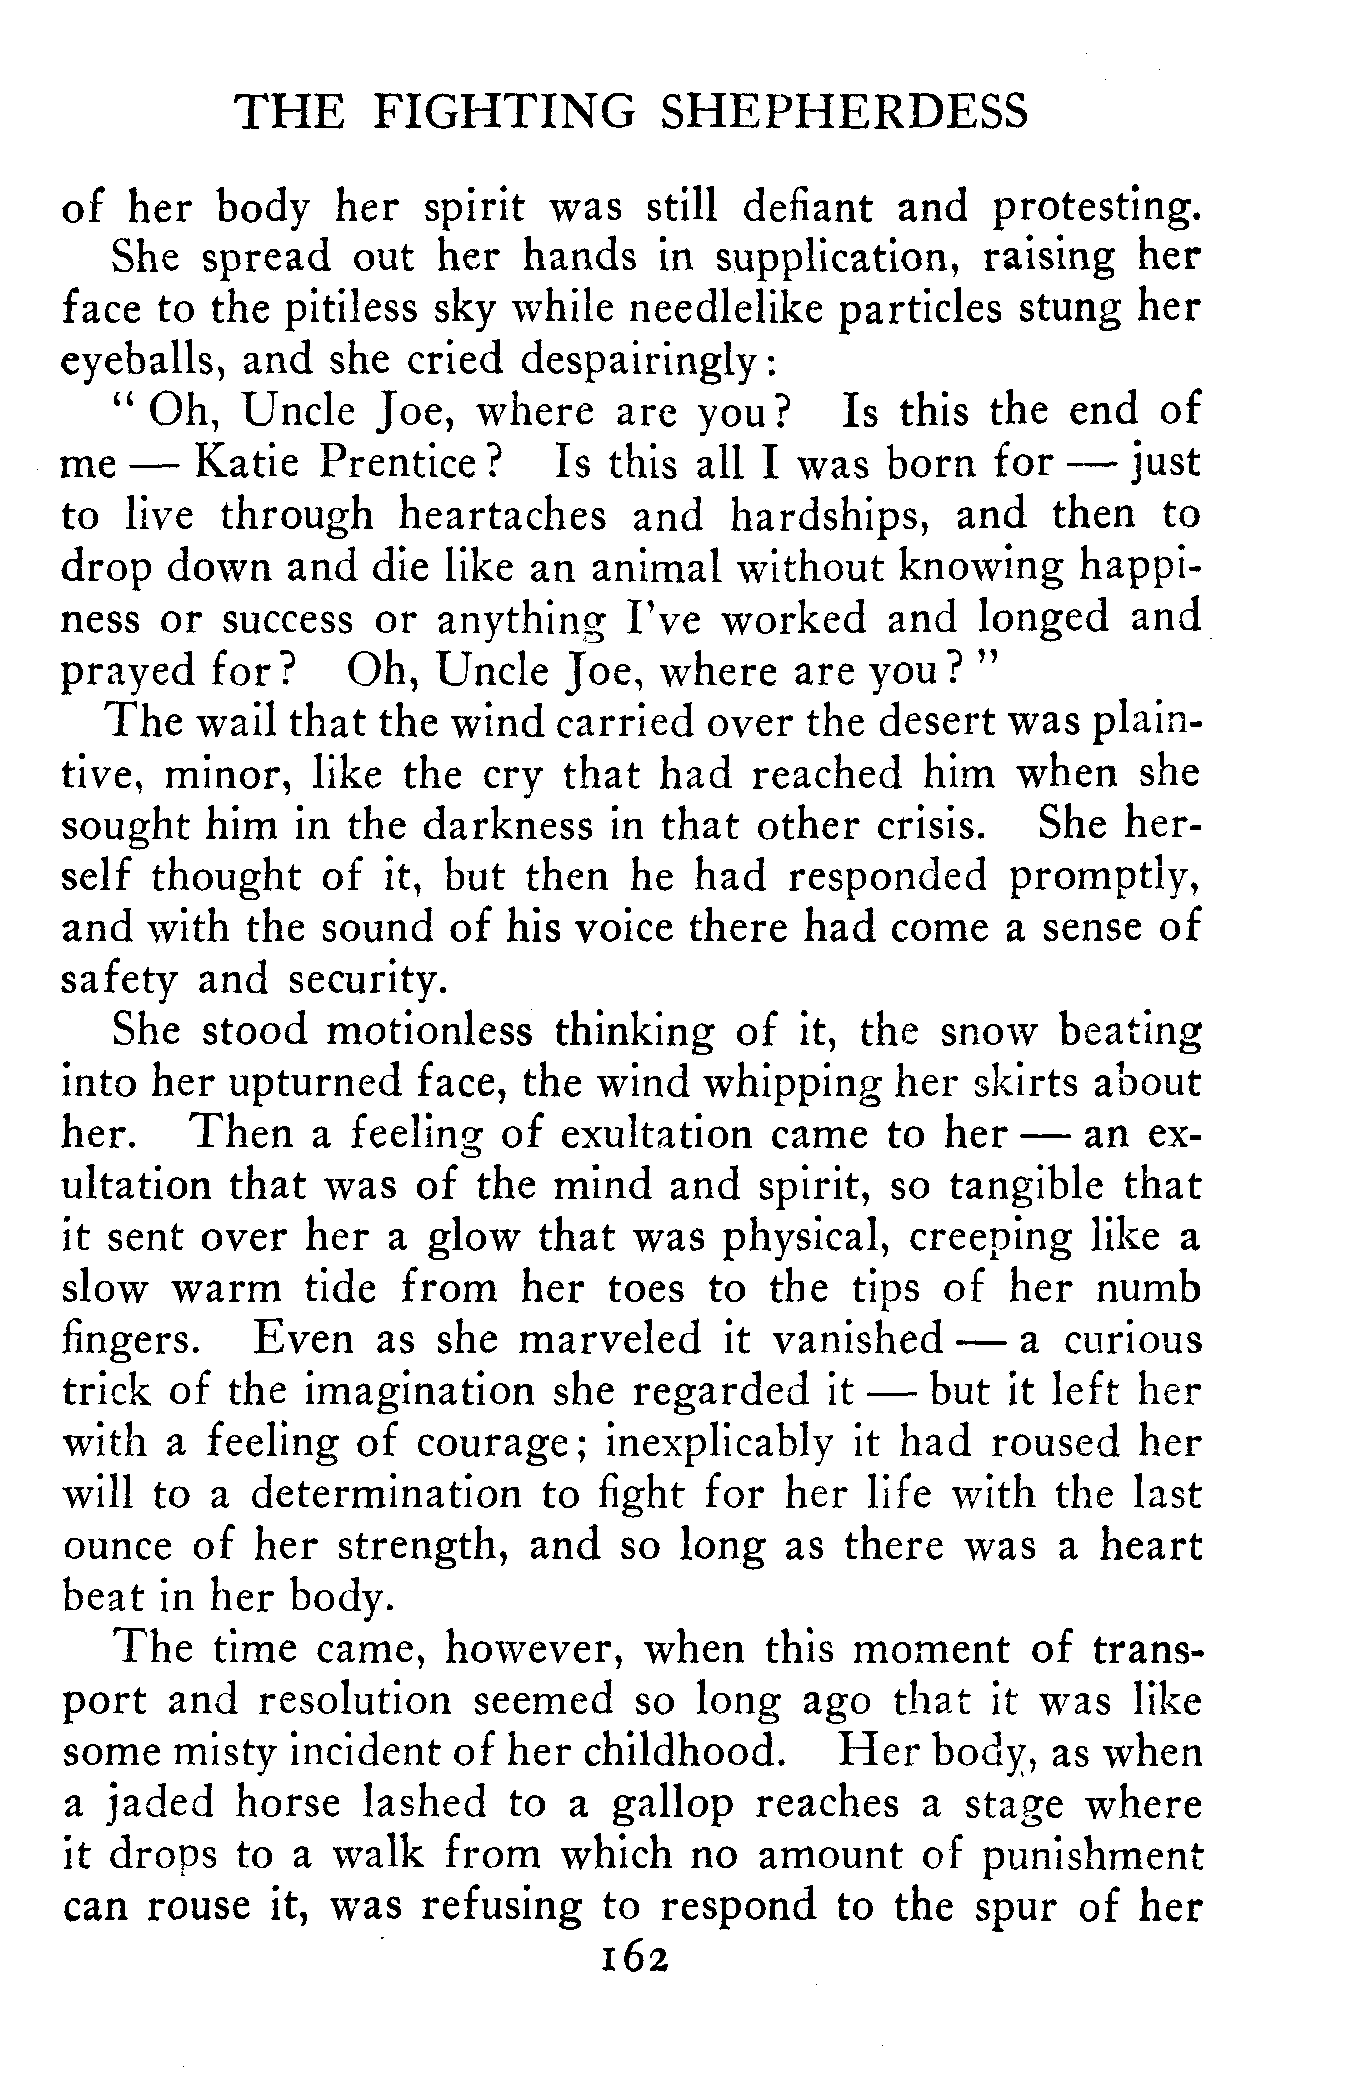 THE FIGHTING SHEPHERDESS
of her body her spirit was still defiant and protesting.
She spread out her hands in supplication, raising her
face to the pitiless sky while needlelike particles stung her
eyeballs, and she cried despairingly:
“ Oh, Uncle Joe, where are you? Is this the end of
me — Katie Prentice? Is this all I was born for — just
to live through heartaches and hardships, and then to
drop down and die like an animal without knowing happi-
ness or success or anything I’ve worked and longed and
prayed for? Oh, Uncle Joe, where are you? ”
The wail that the wind carried over the desert was plain-
tive, minor, like the cry that had reached him when she
sought him in the darkness in that other crisis. She her-
self thought of it, but then he had responded promptly,
and with the sound of his voice there had come a sense of
safety and security.
She stood motionless thinking of it, the snow beating
into her upturned face, the wind whipping her skirts about
her. Then a feeling of exultation came to her — an ex-
ultation that was of the mind and spirit, so tangible that
it sent over her a glow that was physical, creeping like a
slow warm tide from her toes to the tips of her numb
fingers. Even as she marveled it vanished — a curious
trick of the imagination she regarded it — but it left her
with a feeling of courage; inexplicably it had roused her
will to a determination to fight for her life with the last
ounce of her strength, and so long as there was a heart
beat in her body.
The time came, however, when this moment of trans-
port and resolution seemed so long ago that it was like
some misty incident of her childhood. Her body, as when
a jaded horse lashed to a gallop reaches a stage where
it drops to a walk from which no amount of punishment
can rouse it, was refusing to respond to the spur of her
162